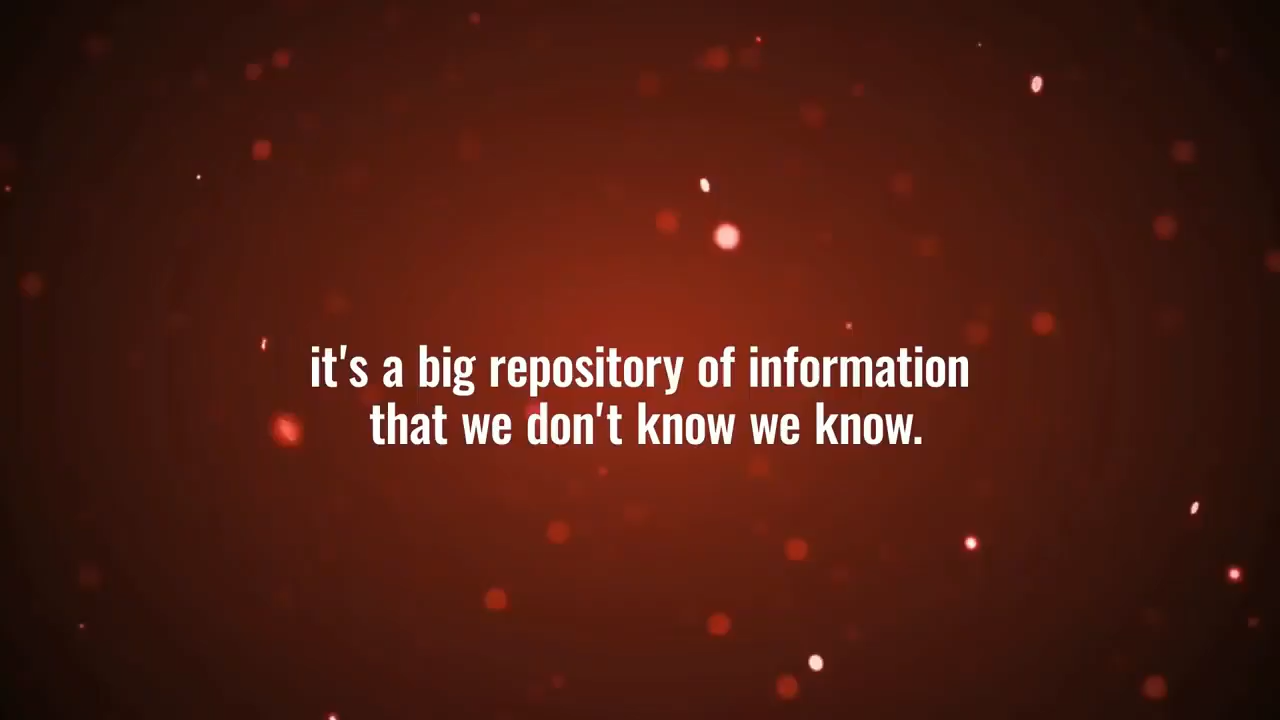 it's a big repository of information
that we don't know we know.